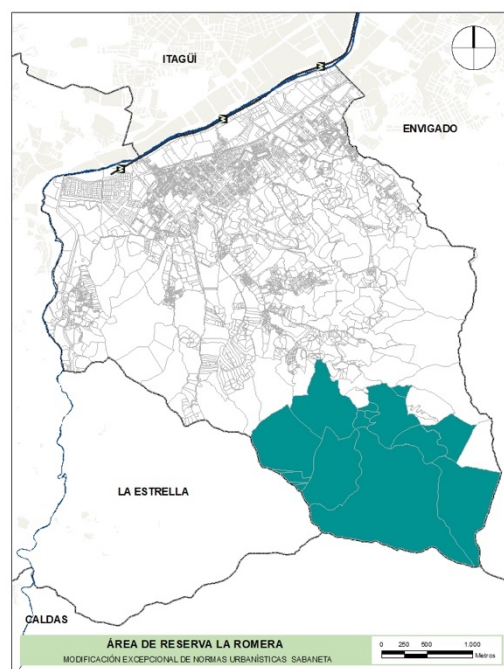 ITAGÜÍ
ENVIGADO
LA ESTRELLA
CALDAS
ÁREA DE RESERVA LA ROMERA
MODIFICACIÓN EXCEPCIONAL DE NORMAS URBANÍSTICAS SABANETA
0 250 500 1.000
Metros